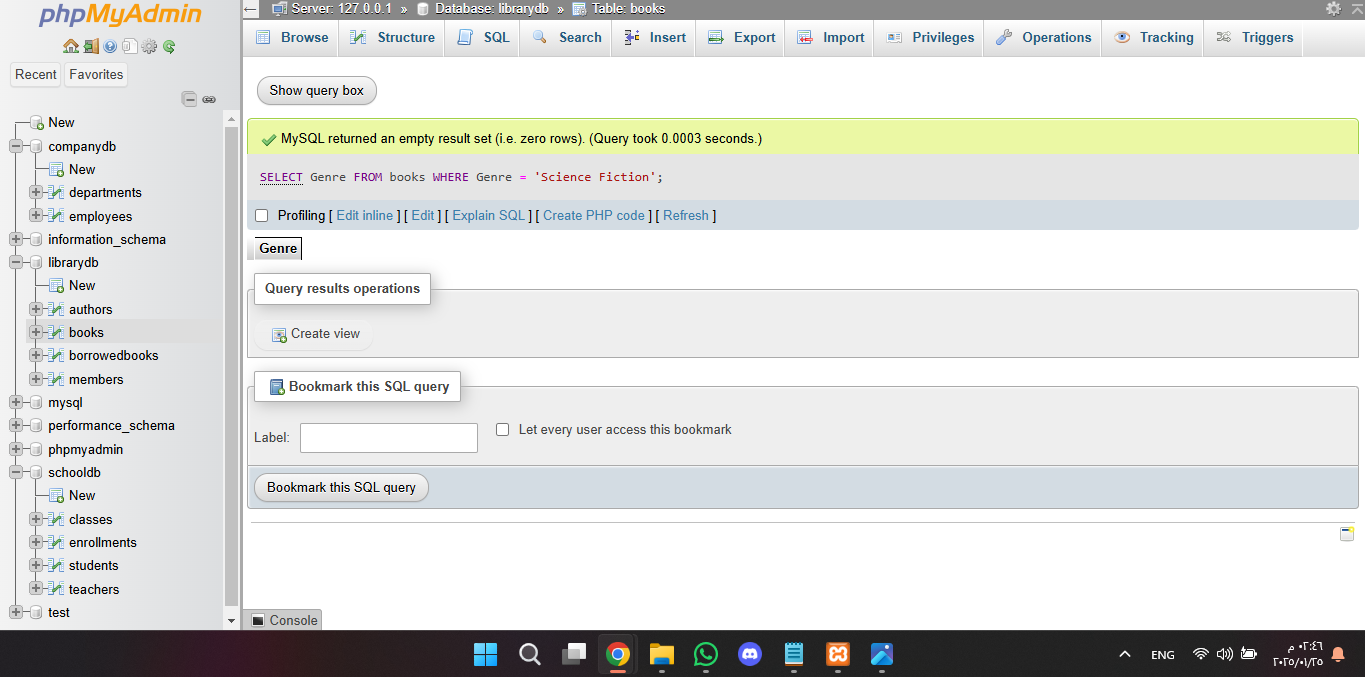 phpMyAdmin
Recent
Favorites
New
companydb
New
departments
employees
information_schema
librarydb
New
authors
books
borrowedbooks
members
mysql
performance_schema
phpmyadmin
schooldb
New
classes
enrollments
students
teachers
test
Server: 127.0.0.1 » Database: librarydb » Table: books
Browse Structure SQL Search Insert Export Import Privileges Operations Tracking Triggers
Show query box
MySQL returned an empty result set (i.e. zero rows). (Query took 0.0003 seconds.)
SELECT Genre FROM books WHERE Genre = 'Science Fiction';
Profiling [ Edit inline ] [ Edit ] [ Explain SQL ] [ Create PHP code ] [ Refresh ]
Genre
Query results operations
Create view
Bookmark this SQL query
Label:
Let every user access this bookmark
Bookmark this SQL query
Console
ENG
٠٢:٤٦ م
٢٠٢٥/٠١/٢٥